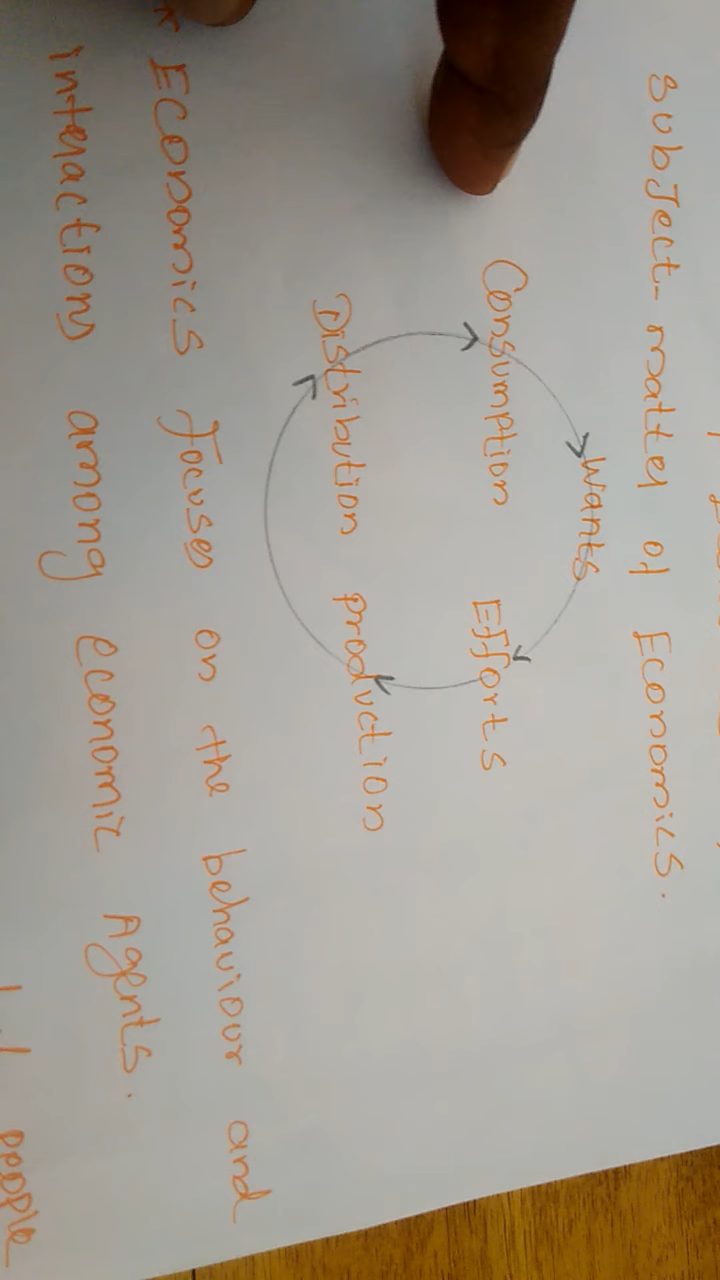 subJect-matter of Economics.
Wants
Consumption Efforts
Distribution production
* Economics focuses on the behaviour and
interactions among economic Agents.
people